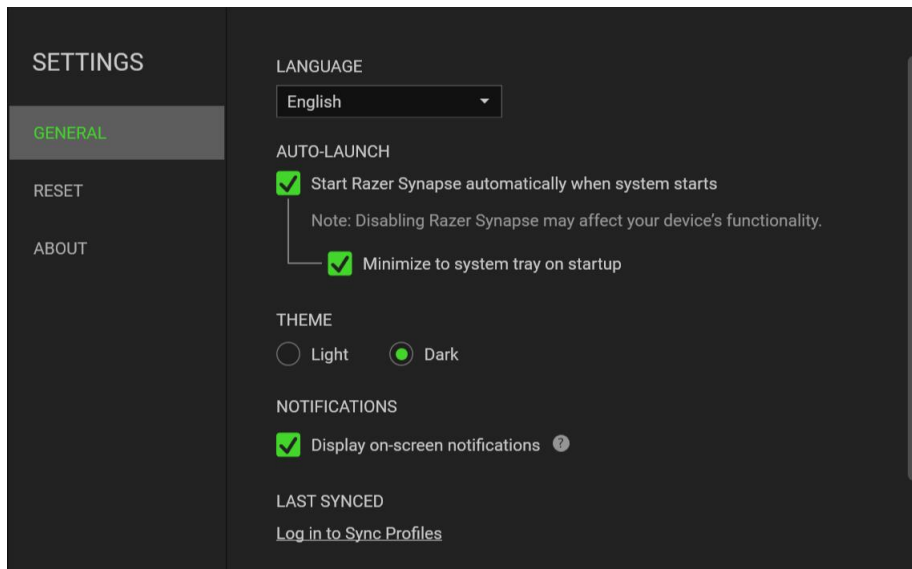 SETTINGS
GENERAL
RESET
ABOUT
LANGUAGE
English
AUTO-LAUNCH
Start Razer Synapse automatically when system starts
Note: Disabling Razer Synapse may affect your device’s functionality.
Minimize to system tray on startup
THEME
Light
Dark
NOTIFICATIONS
Display on-screen notifications ?
LAST SYNCED
Log in to Sync Profiles